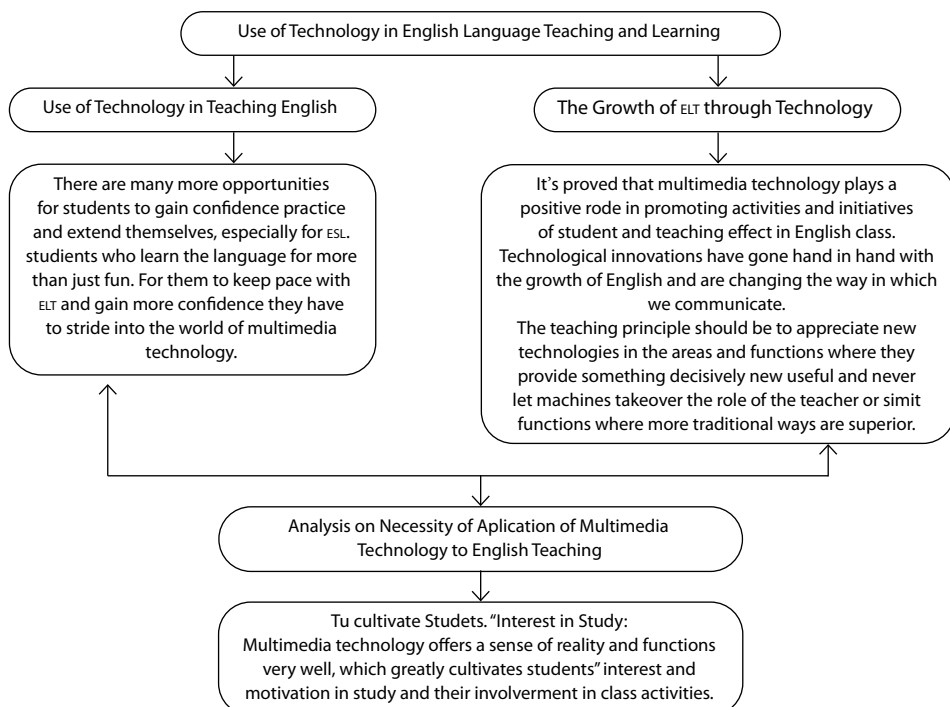 Use of Technology in English Language Teaching and Learning
Use of Technology in Teaching English
The Growth of ELT through Technology
There are many more opportunities
for students to gain confidence practice
and extend themselves, especially for ESL.
studients who learn the language for more
than just fun. For them to keep pace with
ELT and gain more confidence they have
to stride into the world of multimedia
technology.
It's proved that multimedia technology plays a
positive rode in promoting activities and initiatives
of student and teaching effect in English class.
Technological innovations have gone hand in hand with
the growth of English and are changing the way in which
we communicate.
The teaching principle should be to appreciate new
technologies in the areas and functions where they
provide something decisively new useful and never
let machines takeover the role of the teacher or simit
functions where more traditional ways are superior.
Analysis on Necessity of Aplication of Multimedia
Technology to English Teaching
Tu cultivate Studets. “Interest in Study:
Multimedia technology offers a sense of reality and functions
very well, which greatly cultivates students” interest and
motivation in study and their involverment in class activities.